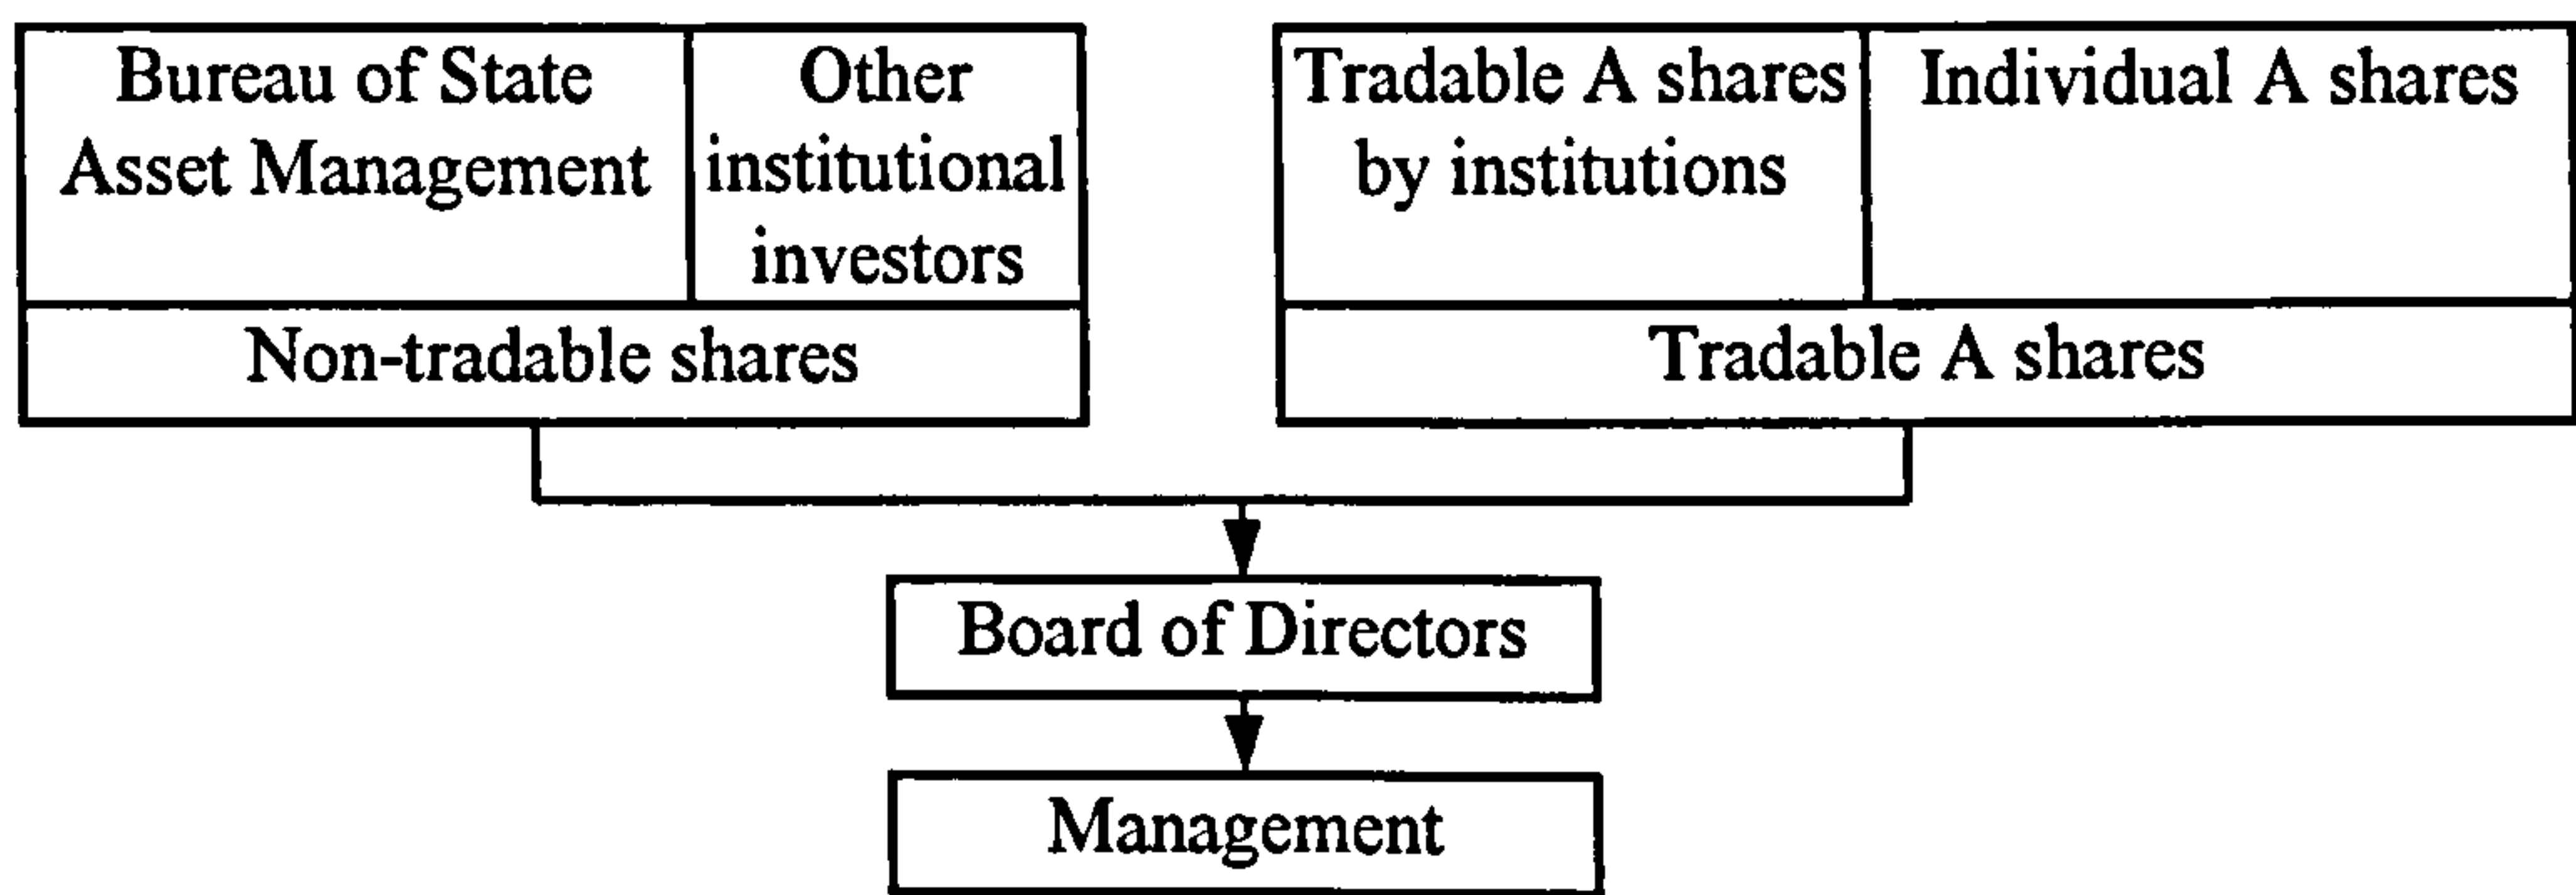 Bureau of State
Asset Management
Other
institutional
investors
Non-tradable shares
Tradable A shares
by institutions
Individual A shares
Tradable A shares
Board of Directors
Management